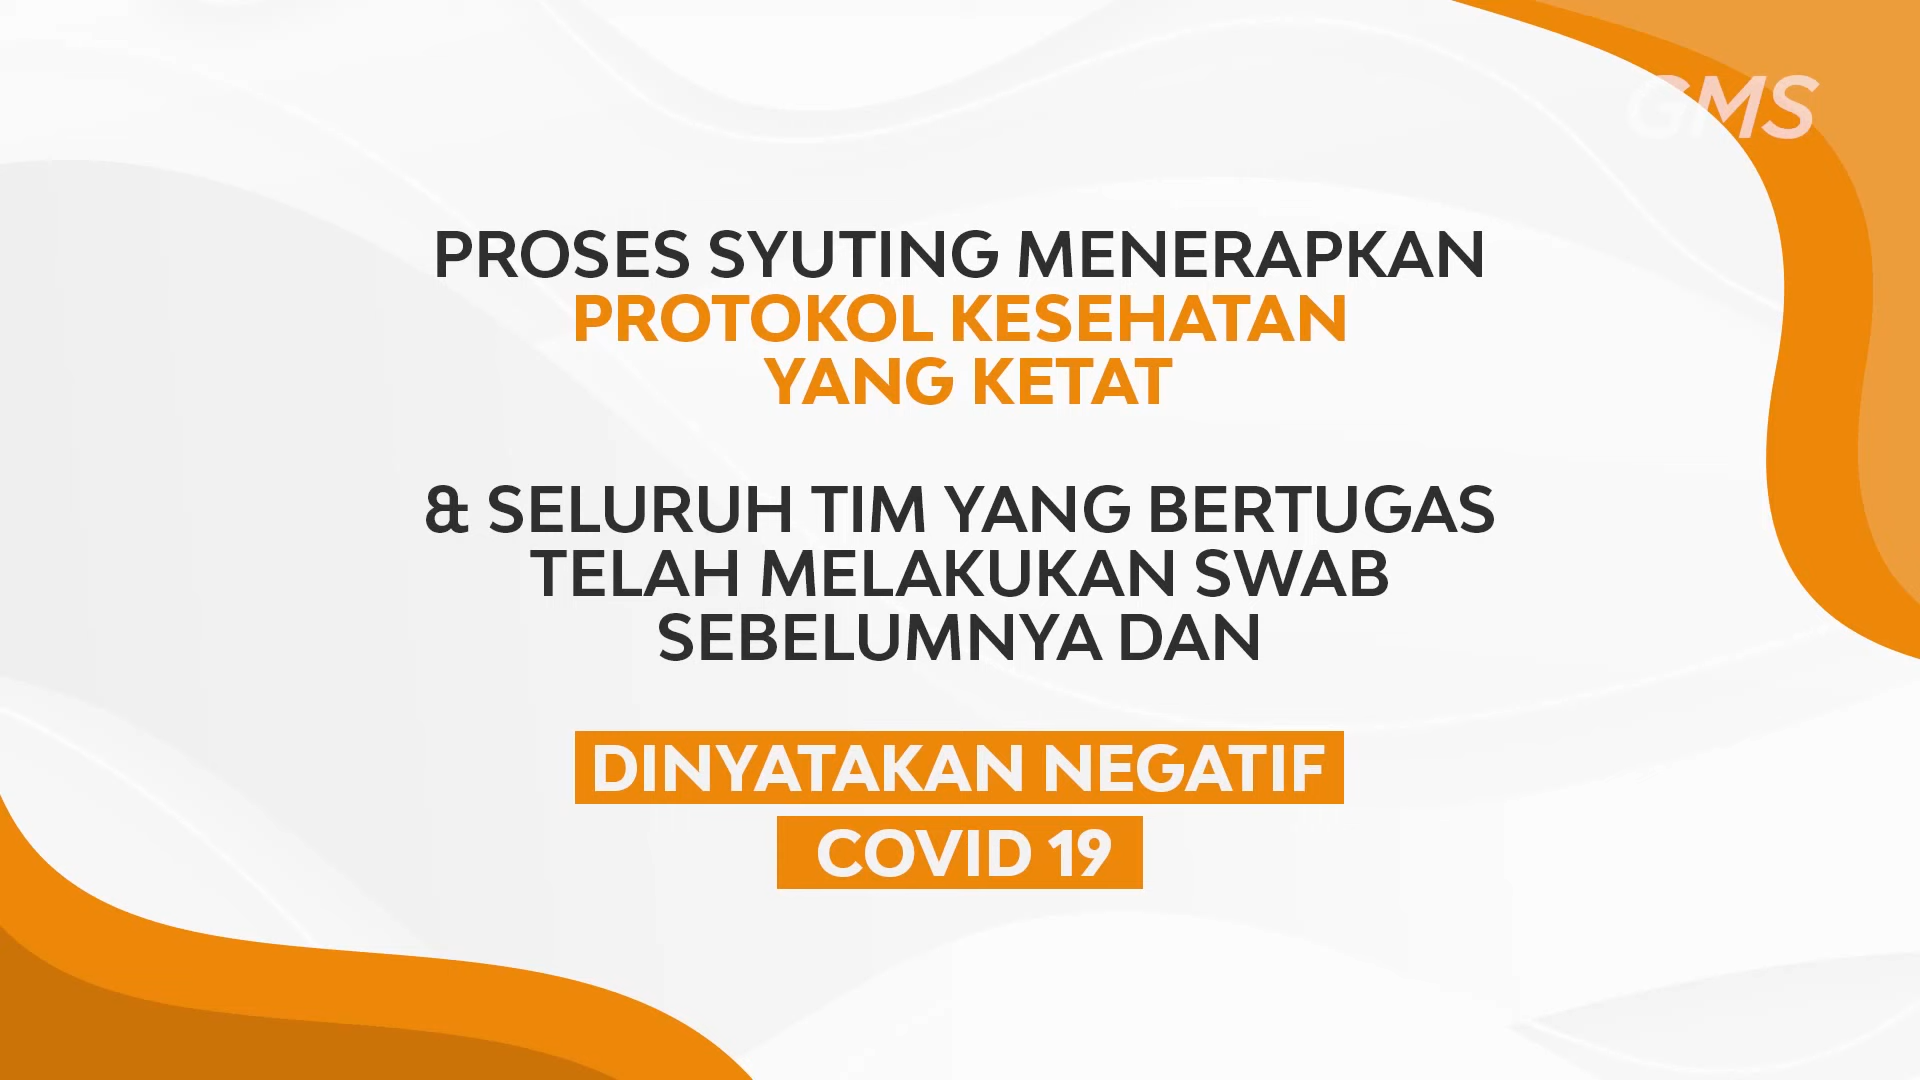 GMS
PROSES SYUTING MENERAPKAN
PROTOKOL KESEHATAN
YANG KETAT
& SELURUH TIM YANG BERTUGAS
TELAH MELAKUKAN SWAB
SEBELUMNYA DAN
DINYATAKAN NEGATIF
COVID 19